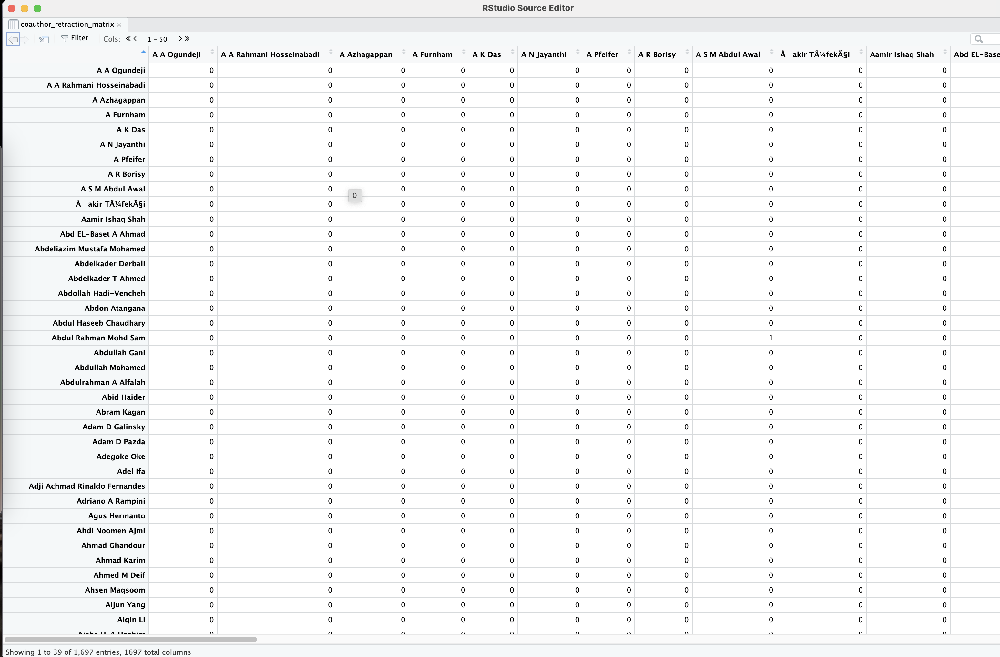 RStudio Source Editor
coauthor_retraction_matrix
Filter Cols: 1 - 50
A A Ogundeji A A Rahmani Hosseinabadi A Azhagappan A Furnham A K Das A N Jayanthi A Pfeifer A R Borisy A S M Abdul Awal Å akir TÃ¼fekÃ§i Aamir Ishaq Shah Abd EL-Base
A A Ogundeji 0 0 0 0 0 0 0 0 0 0 0
A A Rahmani Hosseinabadi 0 0 0 0 0 0 0 0 0 0 0
A Azhagappan 0 0 0 0 0 0 0 0 0 0 0
A Furnham 0 0 0 0 0 0 0 0 0 0 0
A K Das 0 0 0 0 0 0 0 0 0 0 0
A N Jayanthi 0 0 0 0 0 0 0 0 0 0 0
A Pfeifer 0 0 0 0 0 0 0 0 0 0 0
A R Borisy 0 0 0 0 0 0 0 0 0 0 0
A S M Abdul Awal 0 0 0 0 0 0 0 0 0 0 0
0
Å akir TÃ¼fekÃ§i 0 0 0 0 0 0 0 0 0 0 0
Aamir Ishaq Shah 0 0 0 0 0 0 0 0 0 0 0
Abd EL-Baset A Ahmad 0 0 0 0 0 0 0 0 0 0 0
Abdeliazim Mustafa Mohamed 0 0 0 0 0 0 0 0 0 0 0
Abdelkader Derbali 0 0 0 0 0 0 0 0 0 0 0
Abdelkader T Ahmed 0 0 0 0 0 0 0 0 0 0 0
Abdollah Hadi-Vencheh 0 0 0 0 0 0 0 0 0 0 0
Abdon Atangana 0 0 0 0 0 0 0 0 0 0 0
Abdul Haseeb Chaudhary 0 0 0 0 0 0 0 0 0 0 0
Abdul Rahman Mohd Sam 0 0 0 0 0 0 0 0 1 0 0
Abdullah Gani 0 0 0 0 0 0 0 0 0 0 0
Abdullah Mohamed 0 0 0 0 0 0 0 0 0 0 0
Abdulrahman A Alfalah 0 0 0 0 0 0 0 0 0 0 0
Abid Haider 0 0 0 0 0 0 0 0 0 0 0
Abram Kagan 0 0 0 0 0 0 0 0 0 0 0
Adam D Galinsky 0 0 0 0 0 0 0 0 0 0 0
Adam D Pazda 0 0 0 0 0 0 0 0 0 0 0
Adegoke Oke 0 0 0 0 0 0 0 0 0 0 0
Adel Ifa 0 0 0 0 0 0 0 0 0 0 0
Adji Achmad Rinaldo Fernandes 0 0 0 0 0 0 0 0 0 0 0
Adriano A Rampini 0 0 0 0 0 0 0 0 0 0 0
Agus Hermanto 0 0 0 0 0 0 0 0 0 0 0
Ahdi Noomen Ajmi 0 0 0 0 0 0 0 0 0 0 0
Ahmad Ghandour 0 0 0 0 0 0 0 0 0 0 0
Ahmad Karim 0 0 0 0 0 0 0 0 0 0 0
Ahmed M Deif 0 0 0 0 0 0 0 0 0 0 0
Ahsen Maqsoom 0 0 0 0 0 0 0 0 0 0 0
Aijun Yang 0 0 0 0 0 0 0 0 0 0 0
Aiqin Li 0 0 0 0 0 0 0 0 0 0 0
Aisha H A Hashim 0 0 0 0 0 0 0 0 0 0 0
Showing 1 to 39 of 1,697 entries, 1697 total columns